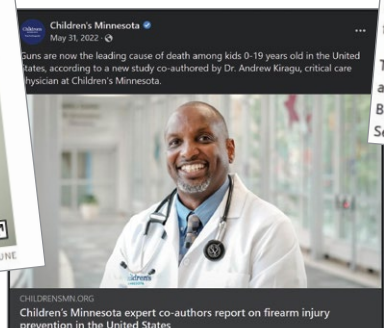 Children's Minnesota
May 31, 2022 ·
Guns are now the leading cause of death among kids 0-19 years old in the United
States, according to a new study co-authored by Dr. Andrew Kiragu, critical care
physician at Children's Minnesota.
CHILDRENSMN.ORG
Children's Minnesota expert co-authors report on firearm injury
prevention in the United States